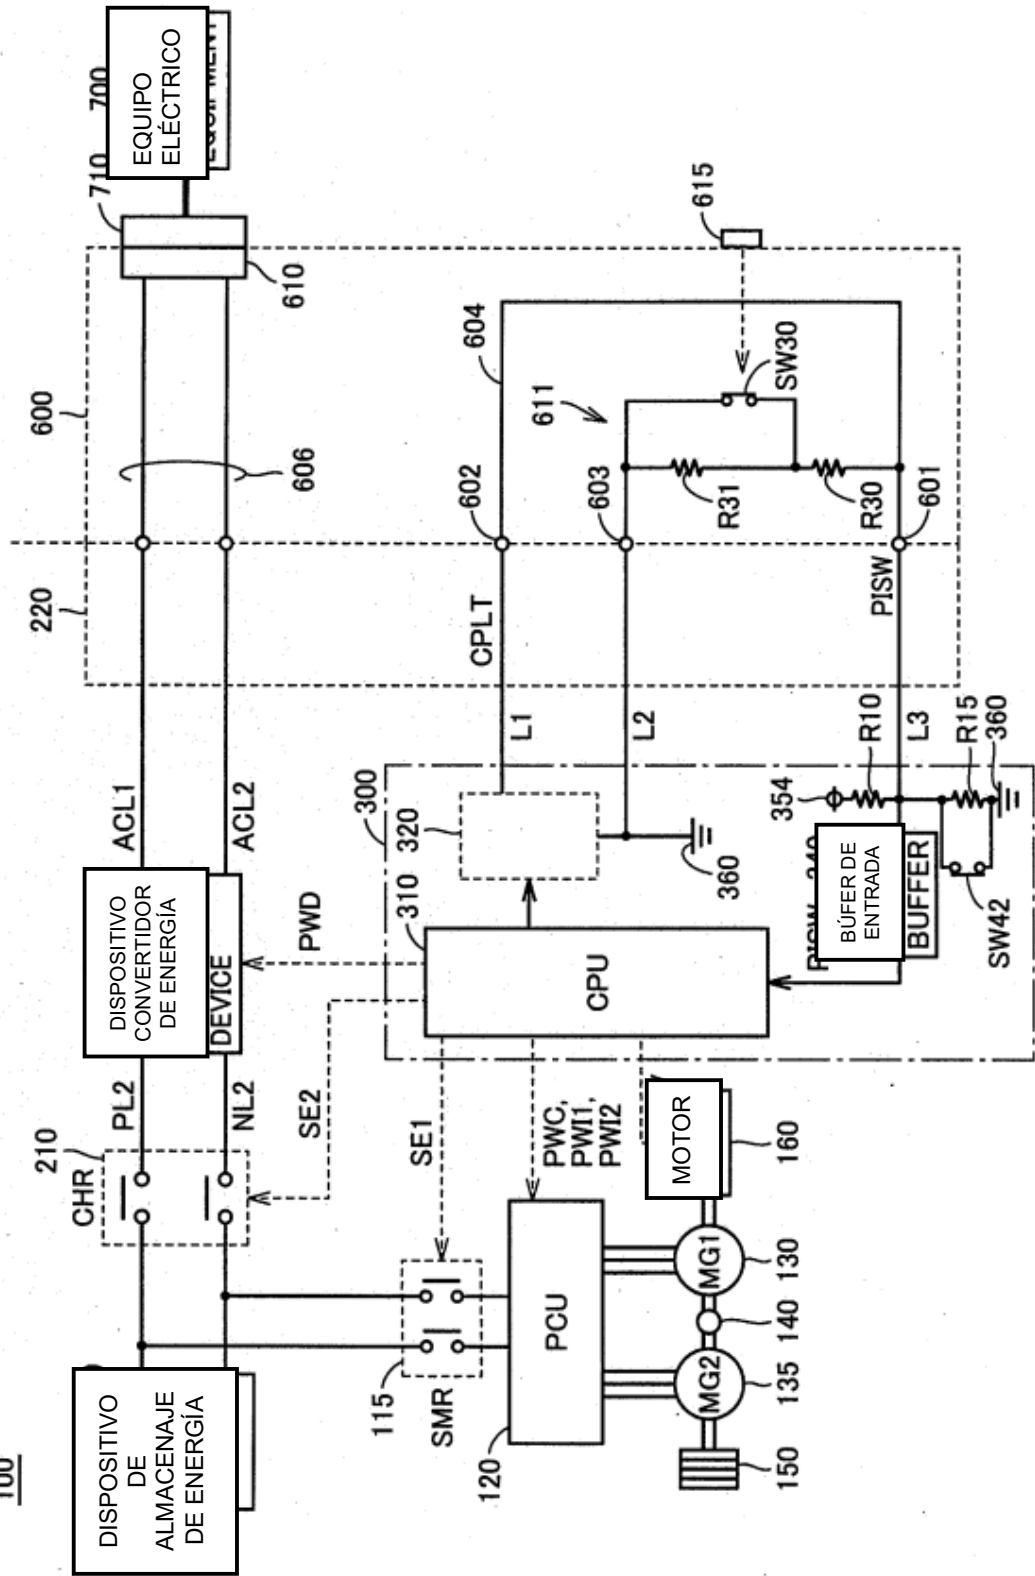 100
DISPOSITIVO
DE
ALMACENAJE
DE ENERGÍA
CHR
210
PL2
NL2
DISPOSITIVO
CONVERTIDOR
DE ENERGÍA
DEVICE
ACL1
ACL2
220
600
606
610
710
700
EQUIPO
ELÉCTRICO
EQUIPMENT
115
SMR
SE1
SE2
PWD
120
PCU
PWC,
PWI1,
PWI2
310
CPU
300
320
360
L1
L2
L3
CPLT
PISW
602
603
601
604
611
615
SW30
R31
R30
354
R10
R15
360
BÚFER DE
ENTRADA
BUFFER
SW42
MOTOR
160
MG1
130
140
MG2
135
150